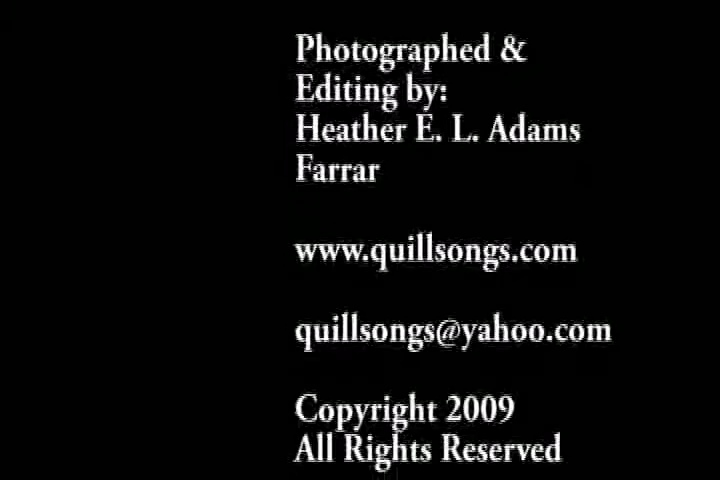 Photographed &
Editing by:
Heather E. L. Adams
Farrar
www.quillsongs.com
quillsongs@yahoo.com
Copyright 2009
All Rights Reserved